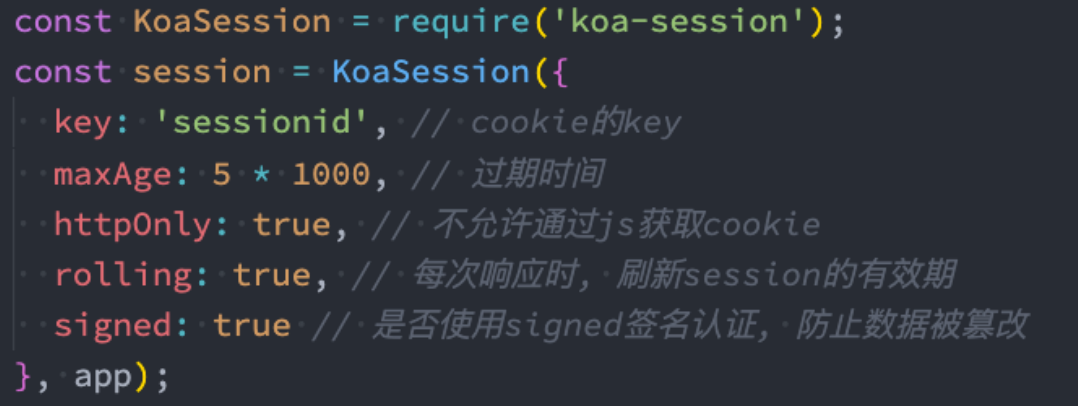 const KoaSession = require('koa-session');
const session = KoaSession({
  key: 'sessionid', // cookie的key
  maxAge: 5 * 1000, // 过期时间
  httpOnly: true, // 不允许通过js获取cookie
  rolling: true, // 每次响应时, 刷新session的有效期
  signed: true // 是否使用signed签名认证, 防止数据被篡改
}, app);